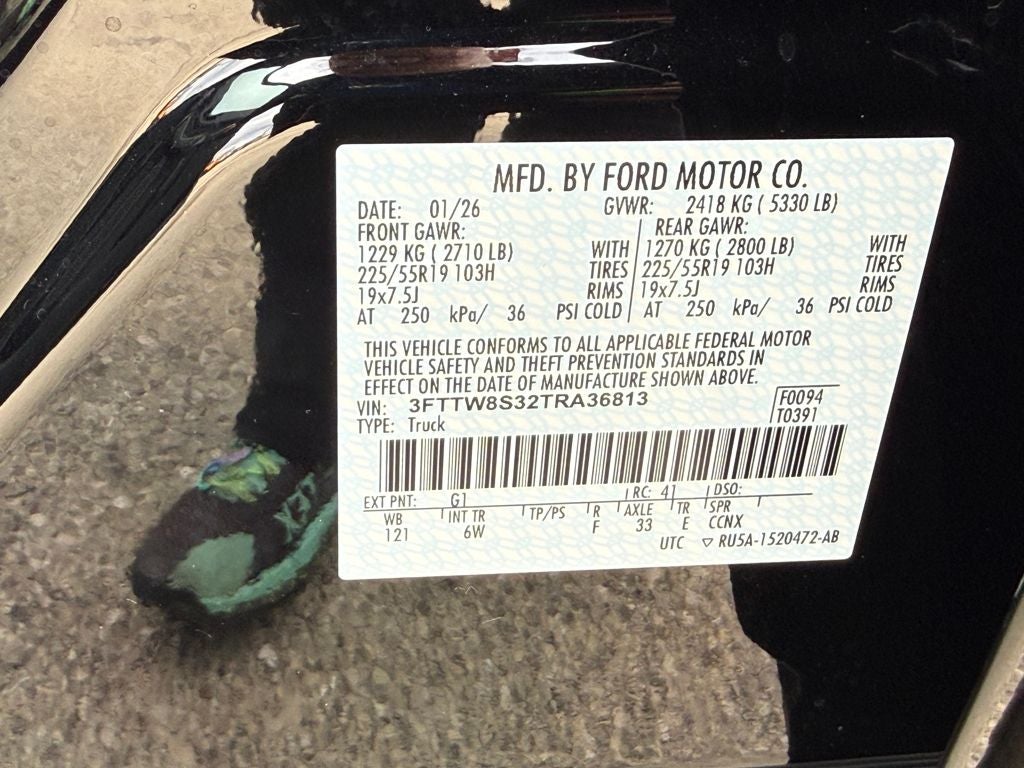 MFD. BY FORD MOTOR CO.
DATE: 01/26 GVWR: 2418 KG ( 5330 LB)
FRONT GAWR: REAR GAWR:
1229 KG ( 2710 LB) WITH 1270 KG ( 2800 LB) WITH
225/55R19 103H TIRES 225/55R19 103H TIRES
19x7.5J RIMS 19x7.5J RIMS
AT 250 kPa/ 36 PSI COLD AT 250 kPa/ 36 PSI COLD
THIS VEHICLE CONFORMS TO ALL APPLICABLE FEDERAL MOTOR
VEHICLE SAFETY AND THEFT PREVENTION STANDARDS IN
EFFECT ON THE DATE OF MANUFACTURE SHOWN ABOVE.
VIN: 3FTTW8S32TRA36813 F0094
TYPE: Truck T0391
EXT PNT: G1 RC: 41 DSO:
WB INT TR TP/PS R AXLE TR SPR
121 6W F 33 E CCNX
UTC ▽ RU5A-1520472-AB